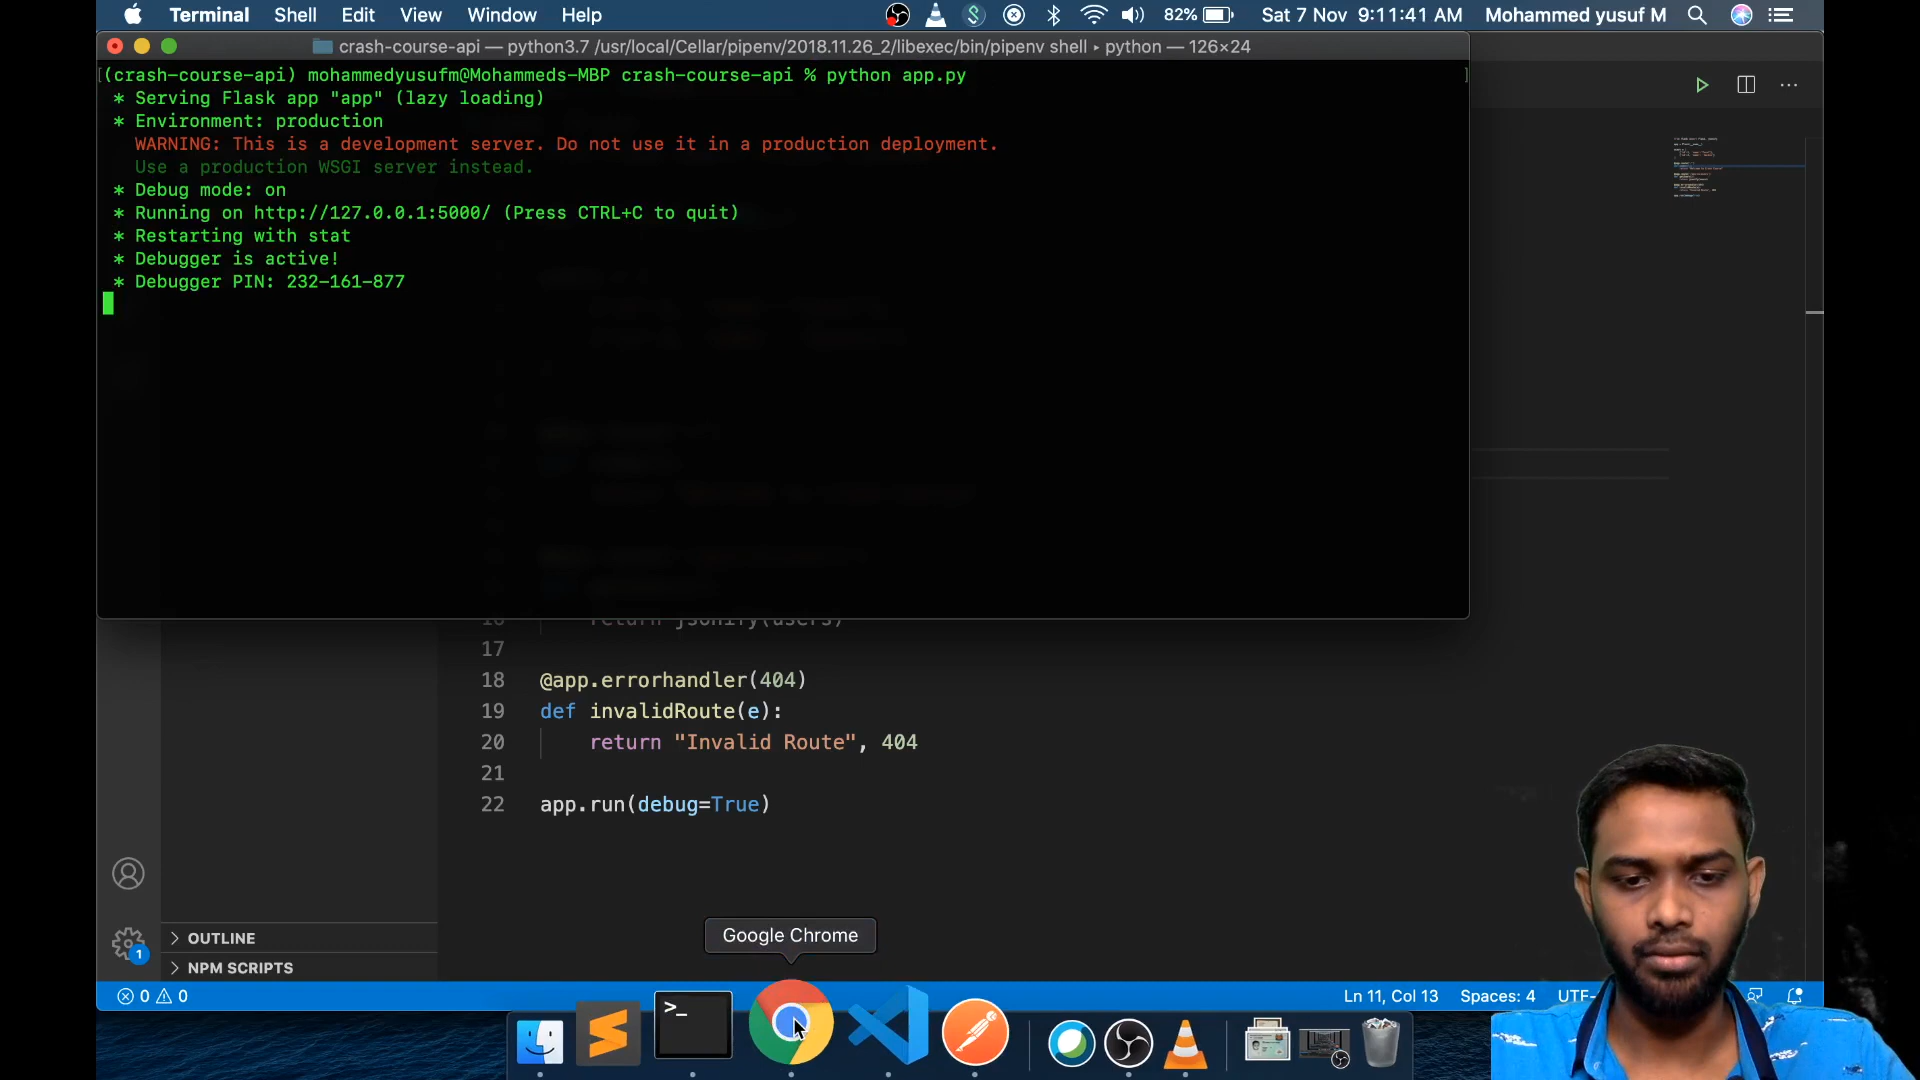 Terminal Shell Edit View Window Help 82% Sat 7 Nov 9:11:41 AM Mohammed yusuf M
crash-course-api — python3.7 /usr/local/Cellar/pipenv/2018.11.26_2/libexec/bin/pipenv shell ▸ python — 126×24
[(crash-course-api) mohammedyusufm@Mohammeds-MBP crash-course-api % python app.py ]
* Serving Flask app "app" (lazy loading)
* Environment: production
WARNING: This is a development server. Do not use it in a production deployment.
Use a production WSGI server instead.
* Debug mode: on
* Running on http://127.0.0.1:5000/ (Press CTRL+C to quit)
* Restarting with stat
* Debugger is active!
* Debugger PIN: 232-161-877
16 return jsonify(users)
17
18 @app.errorhandler(404)
19 def invalidRoute(e):
20 return "Invalid Route", 404
21
22 app.run(debug=True)
OUTLINE
NPM SCRIPTS
1
Google Chrome
0 0 Ln 11, Col 13 Spaces: 4 UTF-
>_